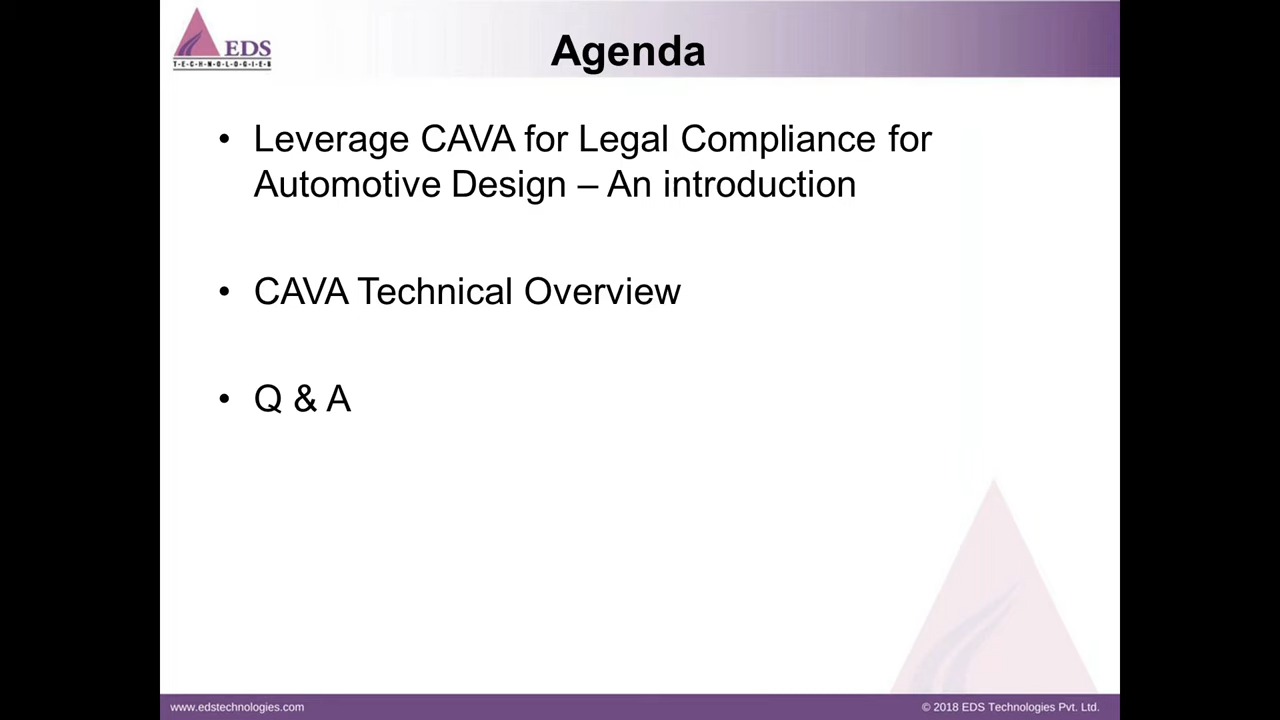 EDS
T·E·C·H·N·O·L·O·G·I·E·S
Agenda
• Leverage CAVA for Legal Compliance for
Automotive Design – An introduction
• CAVA Technical Overview
• Q & A
www.edstechnologies.com
© 2018 EDS Technologies Pvt. Ltd.